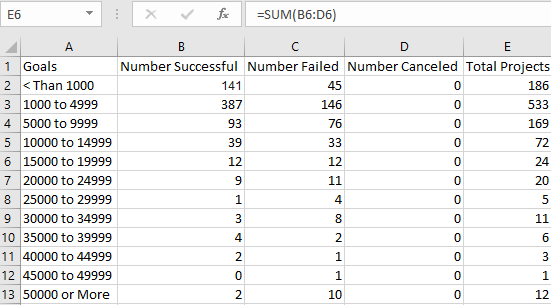 E6 fx =SUM(B6:D6)
A B C D E
1 Goals Number Successful Number Failed Number Canceled Total Projects
2 < Than 1000 141 45 0 186
3 1000 to 4999 387 146 0 533
4 5000 to 9999 93 76 0 169
5 10000 to 14999 39 33 0 72
6 15000 to 19999 12 12 0 24
7 20000 to 24999 9 11 0 20
8 25000 to 29999 1 4 0 5
9 30000 to 34999 3 8 0 11
10 35000 to 39999 4 2 0 6
11 40000 to 44999 2 1 0 3
12 45000 to 49999 0 1 0 1
13 50000 or More 2 10 0 12